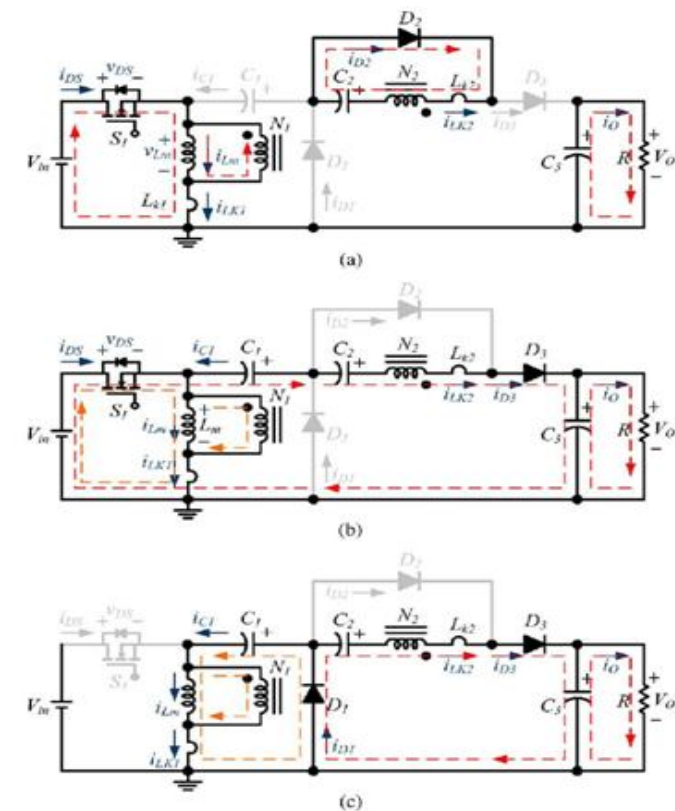 D2
iDS + vDS − iC1 C1 iD2 N2 Lk2 D3
C2 +
S1 N1 iLK2 iD3 iO
Vin + vLm − iLm D1 C3 + R + VO −
Lk1 iLK1 iD1
(a)
D2
iDS + vDS − iC1 C1 + iD2 C2 + N2 Lk2 D3
S1 N1 iLK2 iD3 iO
Vin iLm + Lm − D1 C3 + R + VO −
iLK1 iD1
(b)
D2
iDS + vDS − iC1 C1 + iD2 C2 + N2 Lk2 D3
S1 N1 iLK2 iD3 iO
Vin iLm D1 C3 + R + VO −
iLK1 iD1
(c)